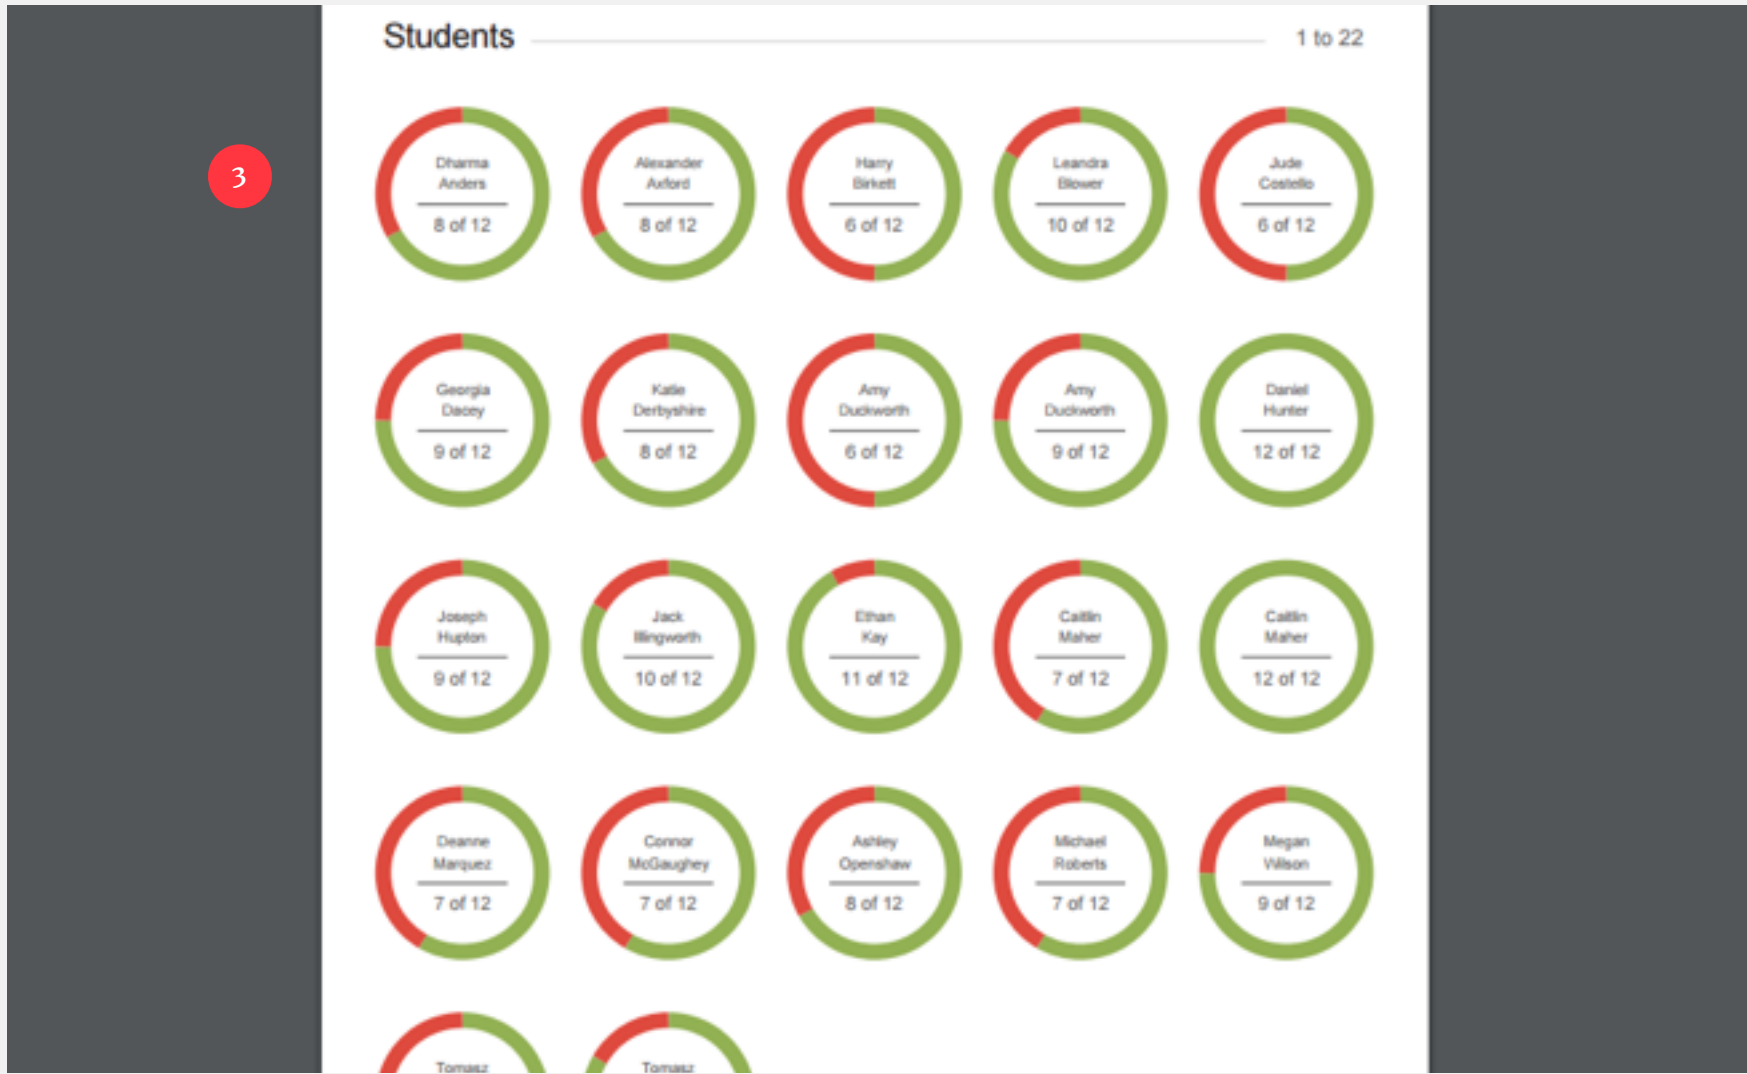 Students 1 to 22
3
Dharma
Anders
8 of 12
Alexander
Axford
8 of 12
Harry
Birkett
6 of 12
Leandra
Blower
10 of 12
Jude
Costello
6 of 12
Georgia
Dacey
9 of 12
Katie
Derbyshire
8 of 12
Amy
Duckworth
6 of 12
Amy
Duckworth
9 of 12
Daniel
Hunter
12 of 12
Joseph
Hupton
9 of 12
Jack
Illingworth
10 of 12
Ethan
Kay
11 of 12
Caitlin
Maher
7 of 12
Caitlin
Maher
12 of 12
Deanne
Marquez
7 of 12
Connor
McGaughey
7 of 12
Ashley
Openshaw
8 of 12
Michael
Roberts
7 of 12
Megan
Wilson
9 of 12
Tomasz
Tomasz